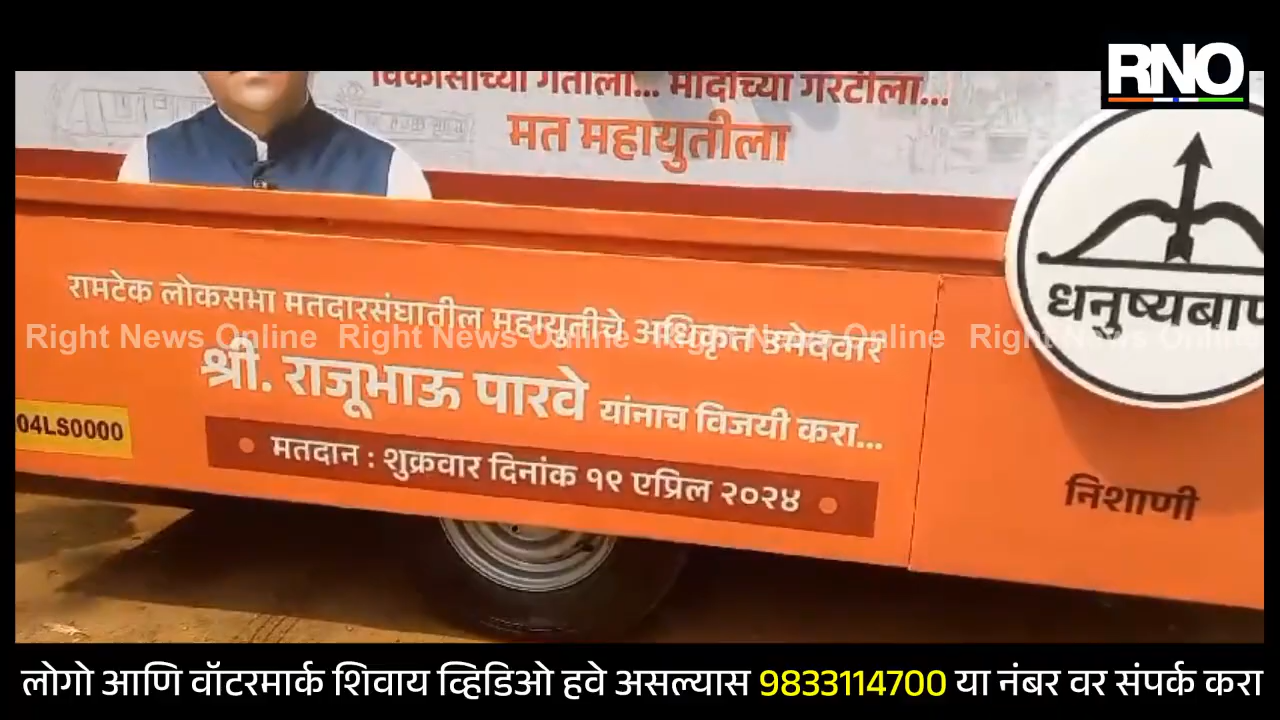 RNO
विकासाच्या गतीला... मोदींच्या गॅरंटीला...
मत महायुतीला
धनुष्यबाण
रामटेक लोकसभा मतदारसंघातील महायुतीचे अधिकृत उमेदवार
Right News Online Right News Online Right News Online Right News Online
श्री. राजूभाऊ पारवे यांनाच विजयी करा...
04LS0000
मतदान : शुक्रवार दिनांक १९ एप्रिल २०२४
निशाणी
लोगो आणि वॉटरमार्क शिवाय व्हिडिओ हवे असल्यास 9833114700 या नंबर वर संपर्क करा